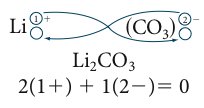 Li 1+ (CO₃) 2−
Li₂CO₃
2(1+) + 1(2−)= 0